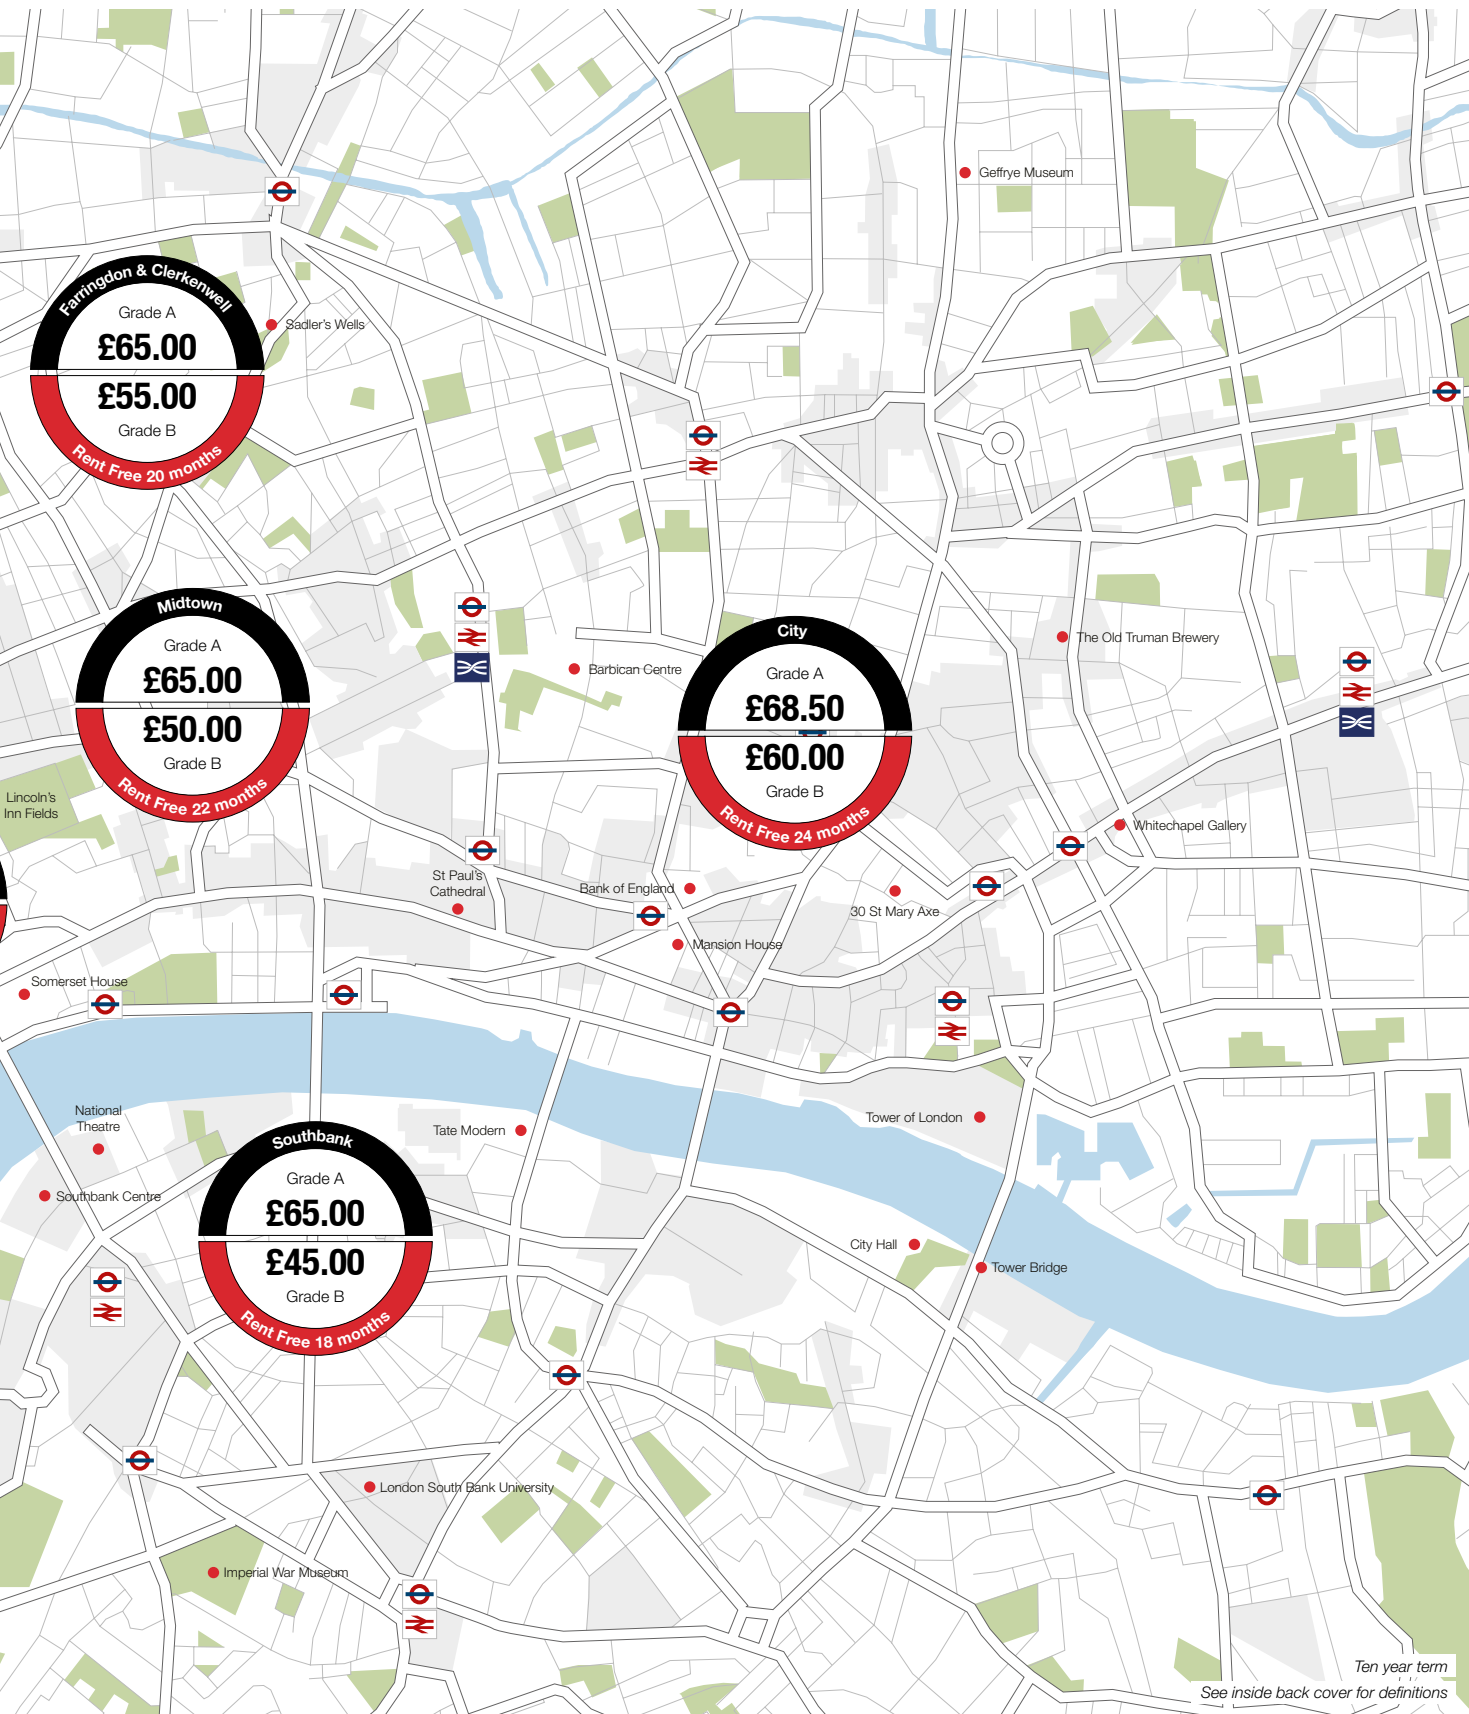 Geffrye Museum
Farringdon & Clerkenwell
Grade A
£65.00
£55.00
Grade B
Rent Free 20 months
Sadler's Wells
Midtown
Grade A
£65.00
£50.00
Grade B
Rent Free 22 months
Barbican Centre
City
Grade A
£68.50
£60.00
Grade B
Rent Free 24 months
The Old Truman Brewery
Lincoln's
Inn Fields
Whitechapel Gallery
St Paul's
Cathedral
Bank of England
30 St Mary Axe
Mansion House
Somerset House
National
Theatre
Tate Modern
Tower of London
Southbank Centre
Southbank
Grade A
£65.00
£45.00
Grade B
Rent Free 18 months
City Hall
Tower Bridge
London South Bank University
Imperial War Museum
Ten year term
See inside back cover for definitions